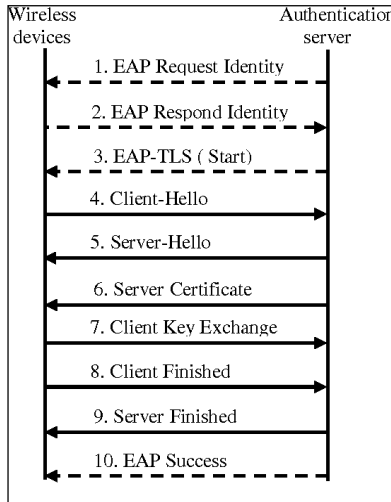 Wireless
devices
Authentication
server
1. EAP Request Identity
2. EAP Respond Identity
3. EAP-TLS ( Start)
4. Client-Hello
5. Server-Hello
6. Server Certificate
7. Client Key Exchange
8. Client Finished
9. Server Finished
10. EAP Success